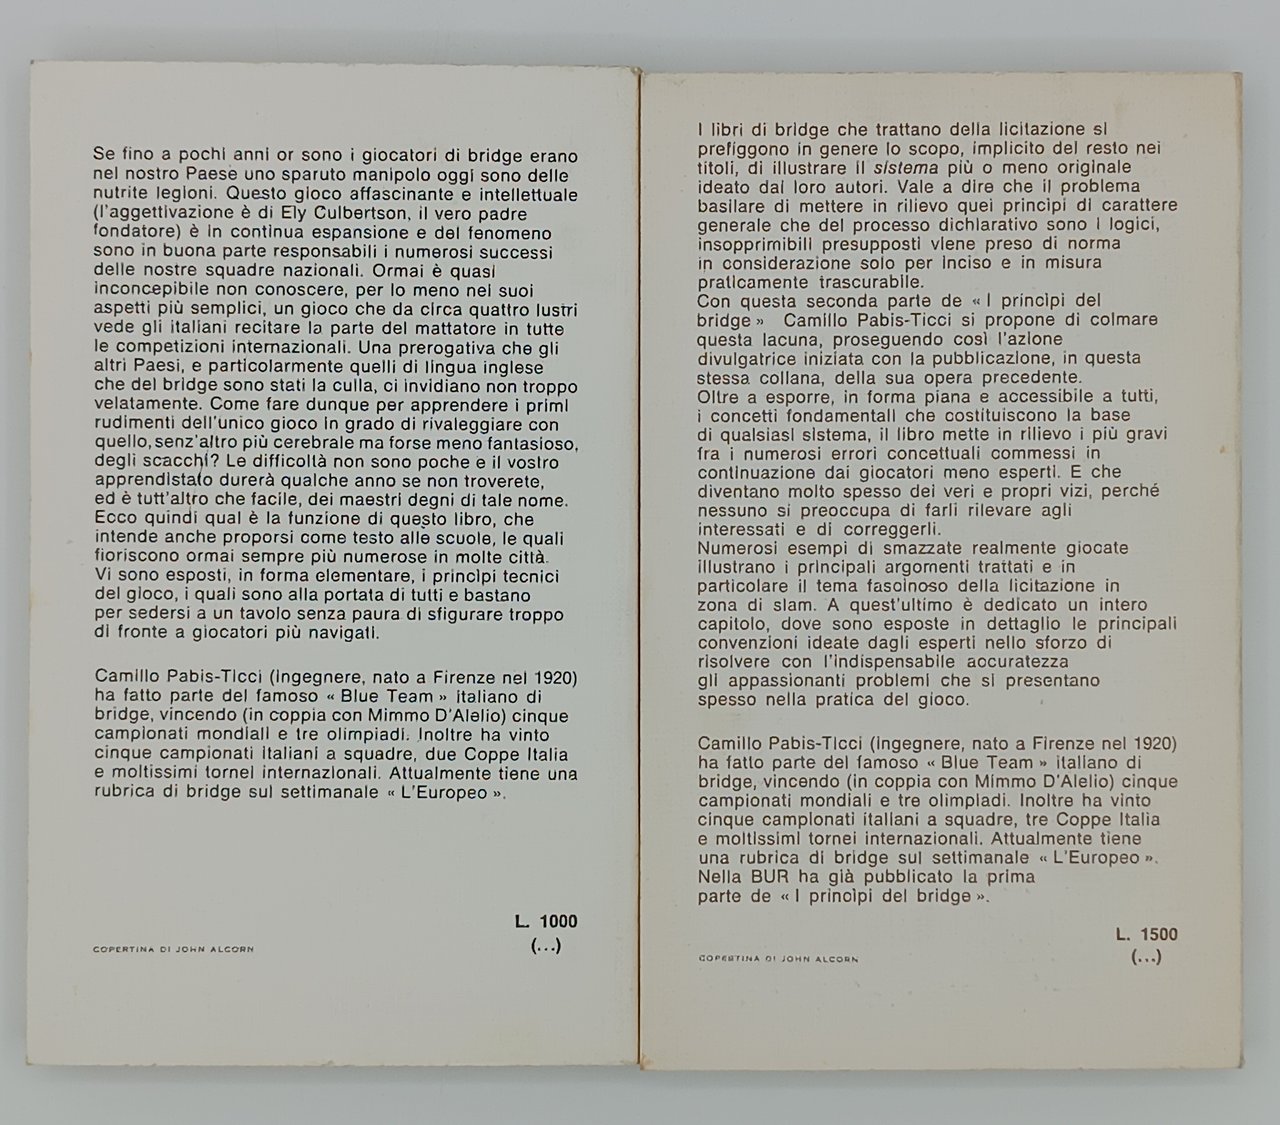 Se fino a pochi anni or sono i giocatori di bridge erano
nel nostro Paese uno sparuto manipolo oggi sono delle
nutrite legioni. Questo gioco affascinante e intellettuale
(l'aggettivazione è di Ely Culbertson, il vero padre
fondatore) è in continua espansione e del fenomeno
sono in buona parte responsabili i numerosi successi
delle nostre squadre nazionali. Ormai è quasi
inconcepibile non conoscere, per lo meno nei suoi
aspetti più semplici, un gioco che da circa quattro lustri
vede gli italiani recitare la parte del mattatore in tutte
le competizioni internazionali. Una prerogativa che gli
altri Paesi, e particolarmente quelli di lingua inglese
che del bridge sono stati la culla, ci invidiano non troppo
velatamente. Come fare dunque per apprendere i primi
rudimenti dell'unico gioco in grado di rivaleggiare con
quello, senz'altro più cerebrale ma forse meno fantasioso,
degli scacchi? Le difficoltà non sono poche e il vostro
apprendistato durerà qualche anno se non troverete,
ed è tutt'altro che facile, dei maestri degni di tale nome.
Ecco quindi qual è la funzione di questo libro, che
intende anche proporsi come testo alle scuole, le quali
fioriscono ormai sempre più numerose in molte città.
Vi sono esposti, in forma elementare, i princìpi tecnici
del gioco, i quali sono alla portata di tutti e bastano
per sedersi a un tavolo senza paura di sfigurare troppo
di fronte a giocatori più navigati.
Camillo Pabis-Ticci (ingegnere, nato a Firenze nel 1920)
ha fatto parte del famoso « Blue Team » italiano di
bridge, vincendo (in coppia con Mimmo D'Alelio) cinque
campionati mondiali e tre olimpiadi. Inoltre ha vinto
cinque campionati italiani a squadre, due Coppe Italia
e moltissimi tornei internazionali. Attualmente tiene una
rubrica di bridge sul settimanale « L'Europeo ».
L. 1000
(...)
COPERTINA DI JOHN ALCORN
I libri di bridge che trattano della licitazione si
prefiggono in genere lo scopo, implicito del resto nei
titoli, di illustrare il sistema più o meno originale
ideato dai loro autori. Vale a dire che il problema
basilare di mettere in rilievo quei princìpi di carattere
generale che del processo dichlarativo sono i logici,
insopprimibili presupposti viene preso di norma
in considerazione solo per inciso e in misura
praticamente trascurabile.
Con questa seconda parte de « I princìpi del
bridge » Camillo Pabis-Ticci si propone di colmare
questa lacuna, proseguendo così l'azione
divulgatrice iniziata con la pubblicazione, in questa
stessa collana, della sua opera precedente.
Oltre a esporre, in forma piana e accessibile a tutti,
i concetti fondamentali che costituiscono la base
di qualsiasi sistema, il libro mette in rilievo i più gravi
fra i numerosi errori concettuali commessi in
continuazione dai giocatori meno esperti. E che
diventano molto spesso dei veri e propri vizi, perché
nessuno si preoccupa di farli rilevare agli
interessati e di correggerli.
Numerosi esempi di smazzate realmente giocate
illustrano i principali argomenti trattati e in
particolare il tema fascinoso della licitazione in
zona di slam. A quest'ultimo è dedicato un intero
capitolo, dove sono esposte in dettaglio le principali
convenzioni ideate dagli esperti nello sforzo di
risolvere con l'indispensabile accuratezza
gli appassionanti problemi che si presentano
spesso nella pratica del gioco.
Camillo Pabis-Ticci (ingegnere, nato a Firenze nel 1920)
ha fatto parte del famoso « Blue Team » italiano di
bridge, vincendo (in coppia con Mimmo D'Alelio) cinque
campionati mondiali e tre olimpiadi. Inoltre ha vinto
cinque campionati italiani a squadre, tre Coppe Italia
e moltissimi tornei internazionali. Attualmente tiene
una rubrica di bridge sul settimanale « L'Europeo ».
Nella BUR ha già pubblicato la prima
parte de « I princìpi del bridge ».
L. 1500
(...)
COPERTINA DI JOHN ALCORN